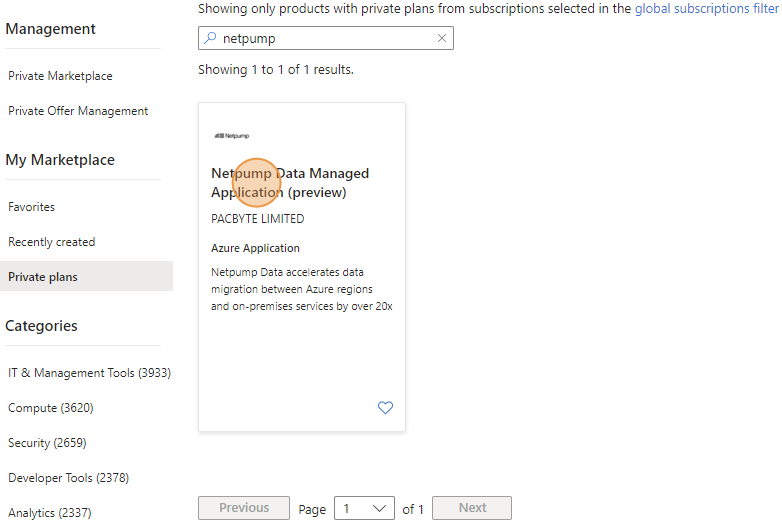 Showing only products with private plans from subscriptions selected in the global subscriptions filter
Management
Private Marketplace
Private Offer Management
My Marketplace
Favorites
Recently created
Private plans
Categories
IT & Management Tools (3933)
Compute (3620)
Security (2659)
Developer Tools (2378)
Analytics (2337)
netpump
Showing 1 to 1 of 1 results.
Netpump
Netpump Data Managed
Application (preview)
PACBYTE LIMITED
Azure Application
Netpump Data accelerates data
migration between Azure regions
and on-premises services by over 20x
Previous Page 1 of 1 Next